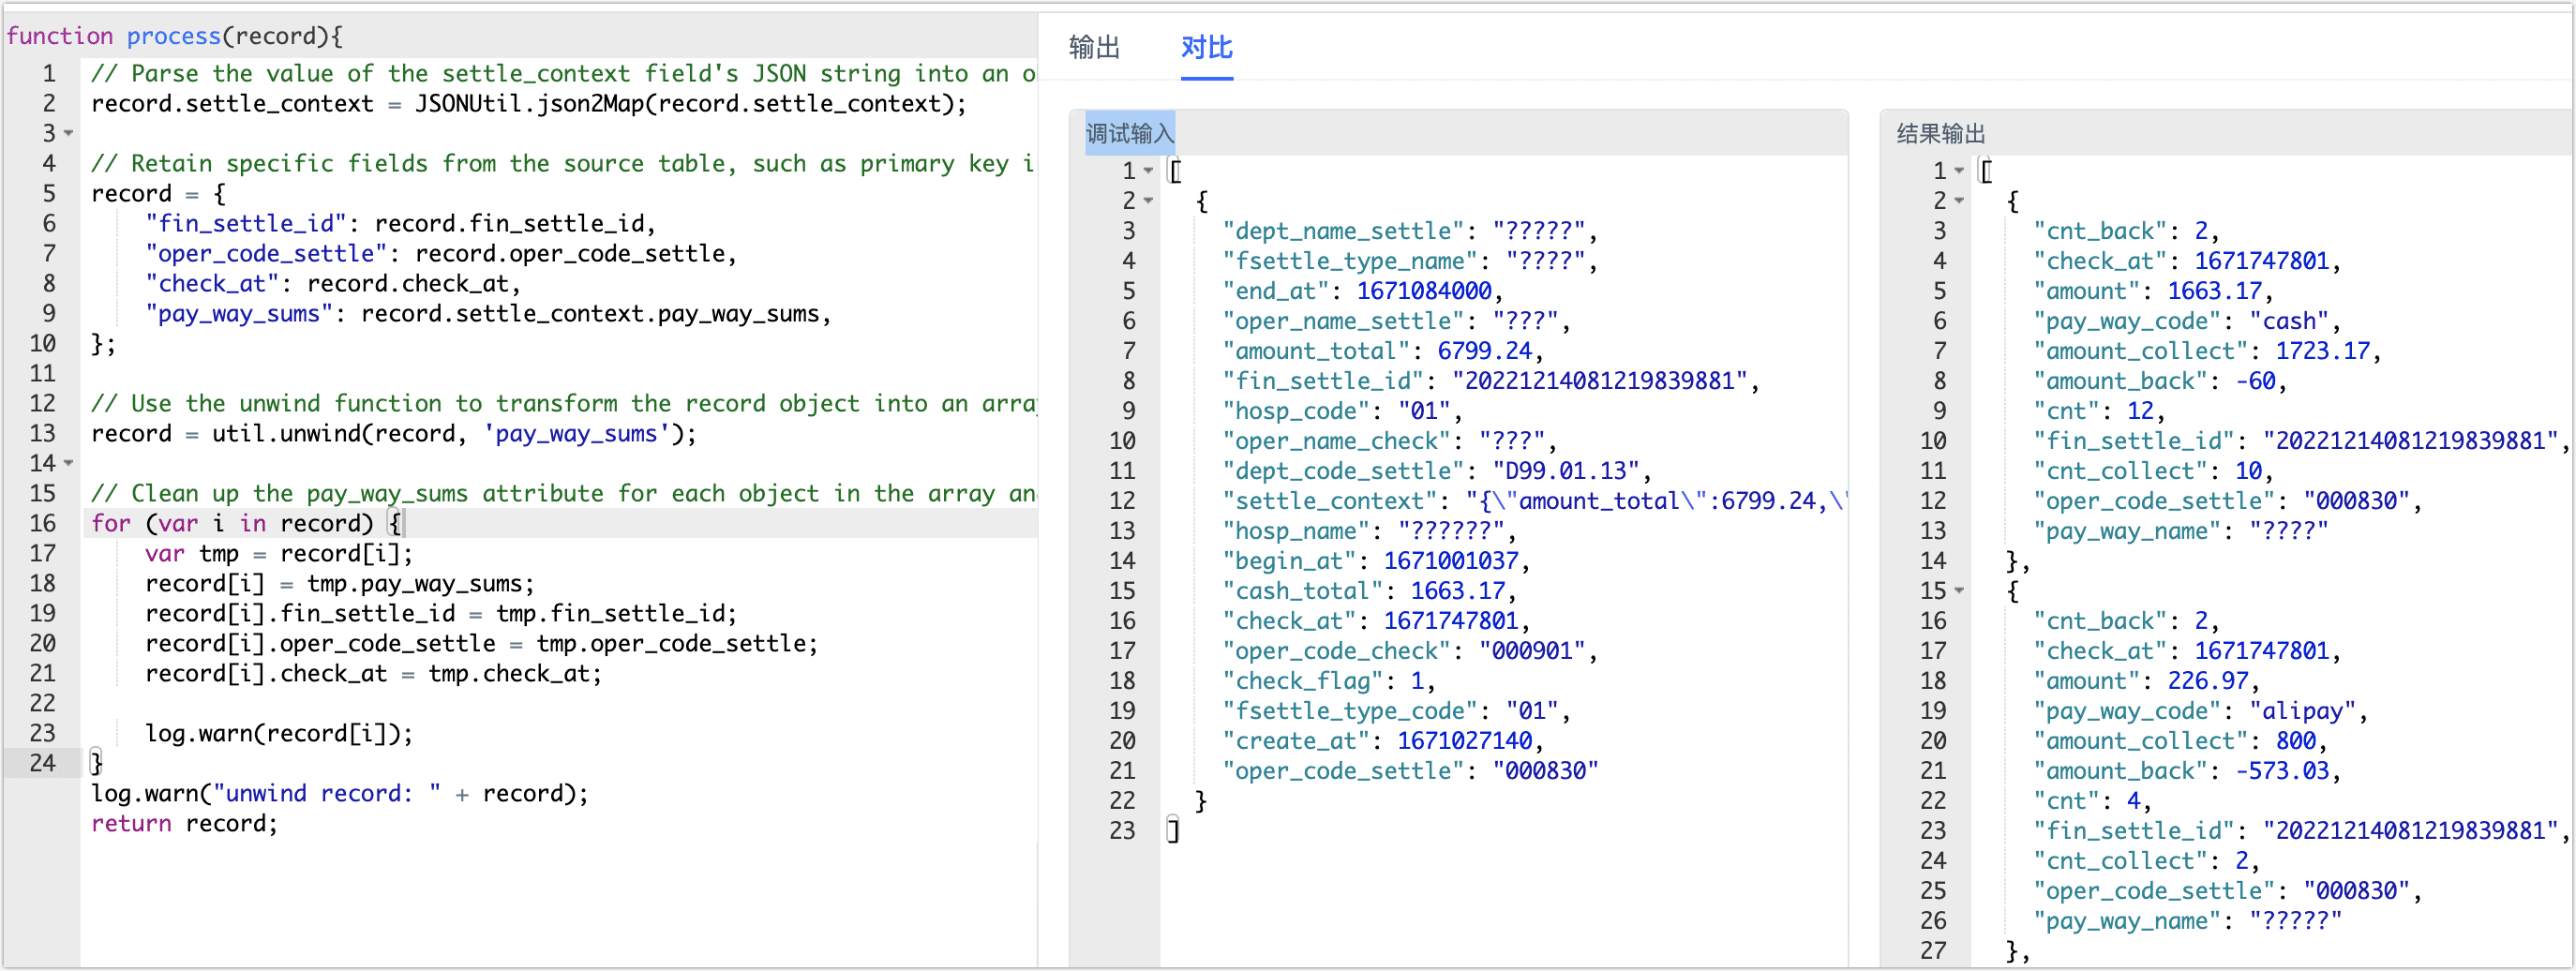 function process(record){
1 // Parse the value of the settle_context field's JSON string into an o
2 record.settle_context = JSONUtil.json2Map(record.settle_context);
3
4 // Retain specific fields from the source table, such as primary key i
5 record = {
6 "fin_settle_id": record.fin_settle_id,
7 "oper_code_settle": record.oper_code_settle,
8 "check_at": record.check_at,
9 "pay_way_sums": record.settle_context.pay_way_sums,
10 };
11
12 // Use the unwind function to transform the record object into an array
13 record = util.unwind(record, 'pay_way_sums');
14
15 // Clean up the pay_way_sums attribute for each object in the array an
16 for (var i in record) {
17 var tmp = record[i];
18 record[i] = tmp.pay_way_sums;
19 record[i].fin_settle_id = tmp.fin_settle_id;
20 record[i].oper_code_settle = tmp.oper_code_settle;
21 record[i].check_at = tmp.check_at;
22
23 log.warn(record[i]);
24 }
log.warn("unwind record: " + record);
return record;
输出 对比
调试输入
1 [
2 {
3 "dept_name_settle": "?????",
4 "fsettle_type_name": "????",
5 "end_at": 1671084000,
6 "oper_name_settle": "???",
7 "amount_total": 6799.24,
8 "fin_settle_id": "20221214081219839881",
9 "hosp_code": "01",
10 "oper_name_check": "???",
11 "dept_code_settle": "D99.01.13",
12 "settle_context": "{\"amount_total\":6799.24,\"
13 "hosp_name": "??????",
14 "begin_at": 1671001037,
15 "cash_total": 1663.17,
16 "check_at": 1671747801,
17 "oper_code_check": "000901",
18 "check_flag": 1,
19 "fsettle_type_code": "01",
20 "create_at": 1671027140,
21 "oper_code_settle": "000830"
22 }
23 ]
结果输出
1 [
2 {
3 "cnt_back": 2,
4 "check_at": 1671747801,
5 "amount": 1663.17,
6 "pay_way_code": "cash",
7 "amount_collect": 1723.17,
8 "amount_back": -60,
9 "cnt": 12,
10 "fin_settle_id": "20221214081219839881",
11 "cnt_collect": 10,
12 "oper_code_settle": "000830",
13 "pay_way_name": "????"
14 },
15 {
16 "cnt_back": 2,
17 "check_at": 1671747801,
18 "amount": 226.97,
19 "pay_way_code": "alipay",
20 "amount_collect": 800,
21 "amount_back": -573.03,
22 "cnt": 4,
23 "fin_settle_id": "20221214081219839881",
24 "cnt_collect": 2,
25 "oper_code_settle": "000830",
26 "pay_way_name": "?????"
27 },